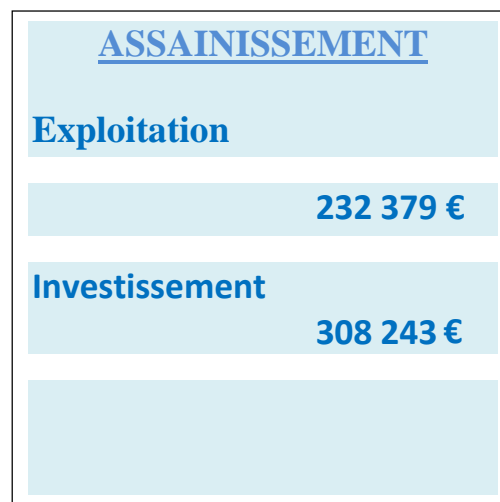 ASSAINISSEMENT
Exploitation
232 379 €
Investissement
308 243 €